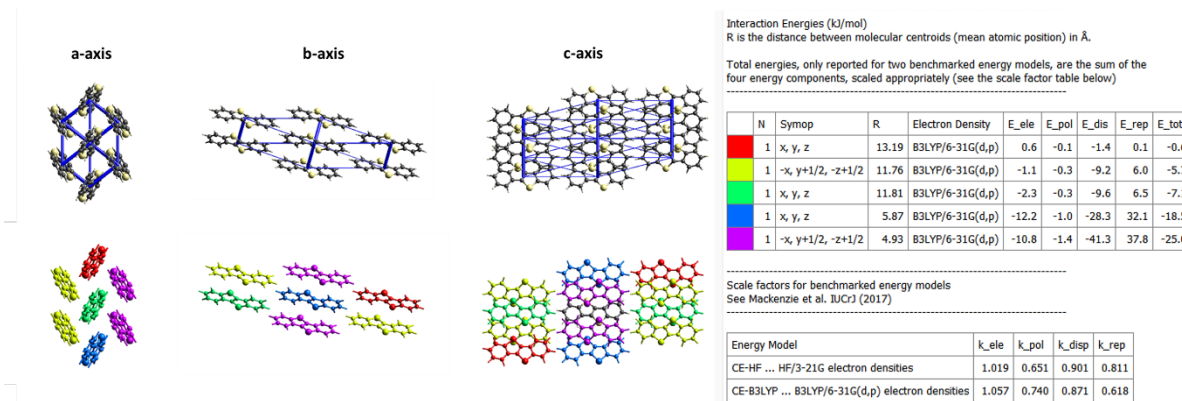 a-axis
b-axis
c-axis
Interaction Energies (kJ/mol)
R is the distance between molecular centroids (mean atomic position) in Å.
Total energies, only reported for two benchmarked energy models, are the sum of the
four energy components, scaled appropriately (see the scale factor table below)
N Symop R Electron Density E_ele E_pol E_dis E_rep E_tot
1 x, y, z 13.19 B3LYP/6-31G(d,p) 0.6 -0.1 -1.4 0.1
1 -x, y+1/2, -z+1/2 11.76 B3LYP/6-31G(d,p) -1.1 -0.3 -9.2 6.0
1 x, y, z 11.81 B3LYP/6-31G(d,p) -2.3 -0.3 -9.6 6.5
1 x, y, z 5.87 B3LYP/6-31G(d,p) -12.2 -1.0 -28.3 32.1
1 -x, y+1/2, -z+1/2 4.93 B3LYP/6-31G(d,p) -10.8 -1.4 -41.3 37.8
Scale factors for benchmarked energy models
See Mackenzie et al. IUCrJ (2017)
Energy Model k_ele k_pol k_disp k_rep
CE-HF ... HF/3-21G electron densities 1.019 0.651 0.901 0.811
CE-B3LYP ... B3LYP/6-31G(d,p) electron densities 1.057 0.740 0.871 0.618